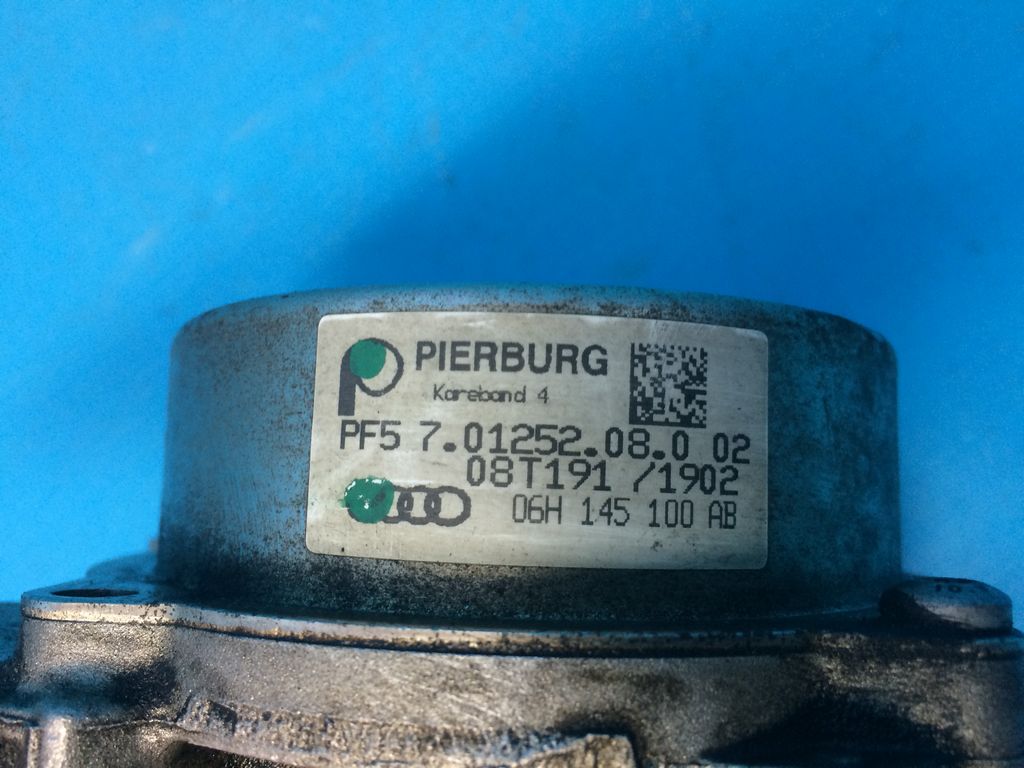 PIERBURG
Kareband 4
PF5 7.01252.08.0 02
08T191 /1902
06H 145 100 AB